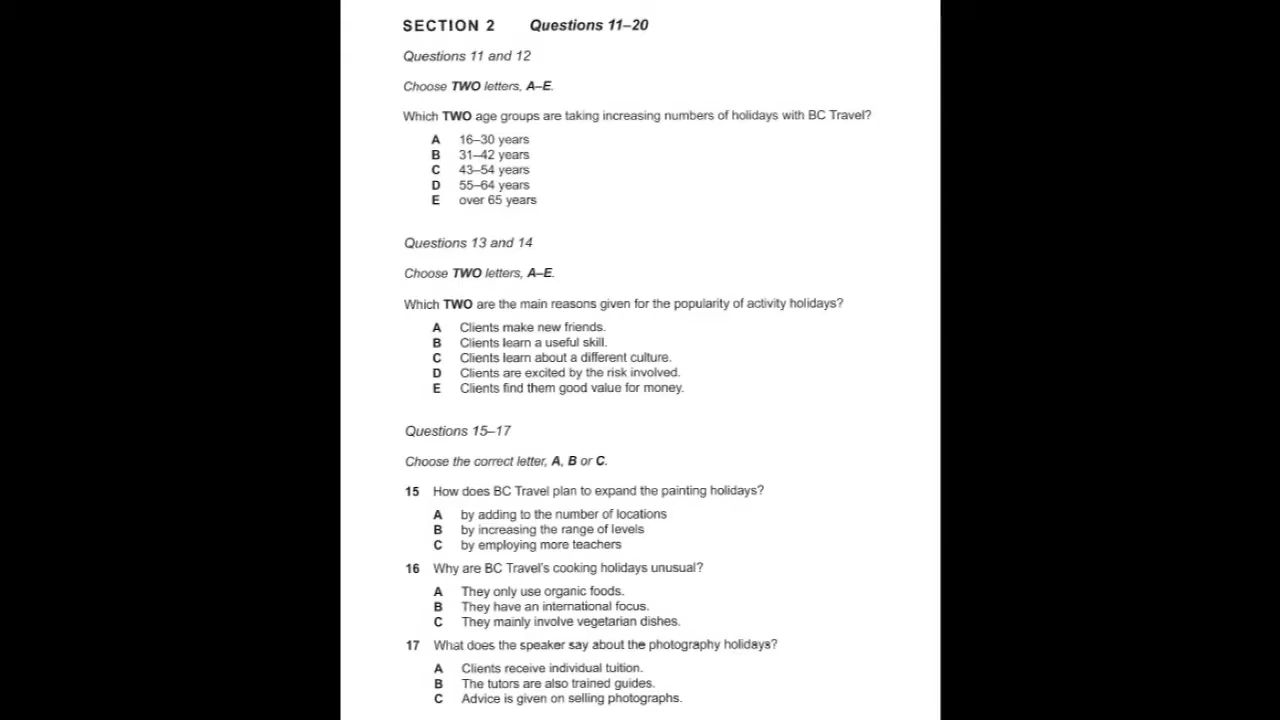 SECTION 2 Questions 11–20
Questions 11 and 12
Choose TWO letters, A–E.
Which TWO age groups are taking increasing numbers of holidays with BC Travel?
A 16–30 years
B 31–42 years
C 43–54 years
D 55–64 years
E over 65 years
Questions 13 and 14
Choose TWO letters, A–E.
Which TWO are the main reasons given for the popularity of activity holidays?
A Clients make new friends.
B Clients learn a useful skill.
C Clients learn about a different culture.
D Clients are excited by the risk involved.
E Clients find them good value for money.
Questions 15–17
Choose the correct letter, A, B or C.
15 How does BC Travel plan to expand the painting holidays?
A by adding to the number of locations
B by increasing the range of levels
C by employing more teachers
16 Why are BC Travel's cooking holidays unusual?
A They only use organic foods.
B They have an international focus.
C They mainly involve vegetarian dishes.
17 What does the speaker say about the photography holidays?
A Clients receive individual tuition.
B The tutors are also trained guides.
C Advice is given on selling photographs.